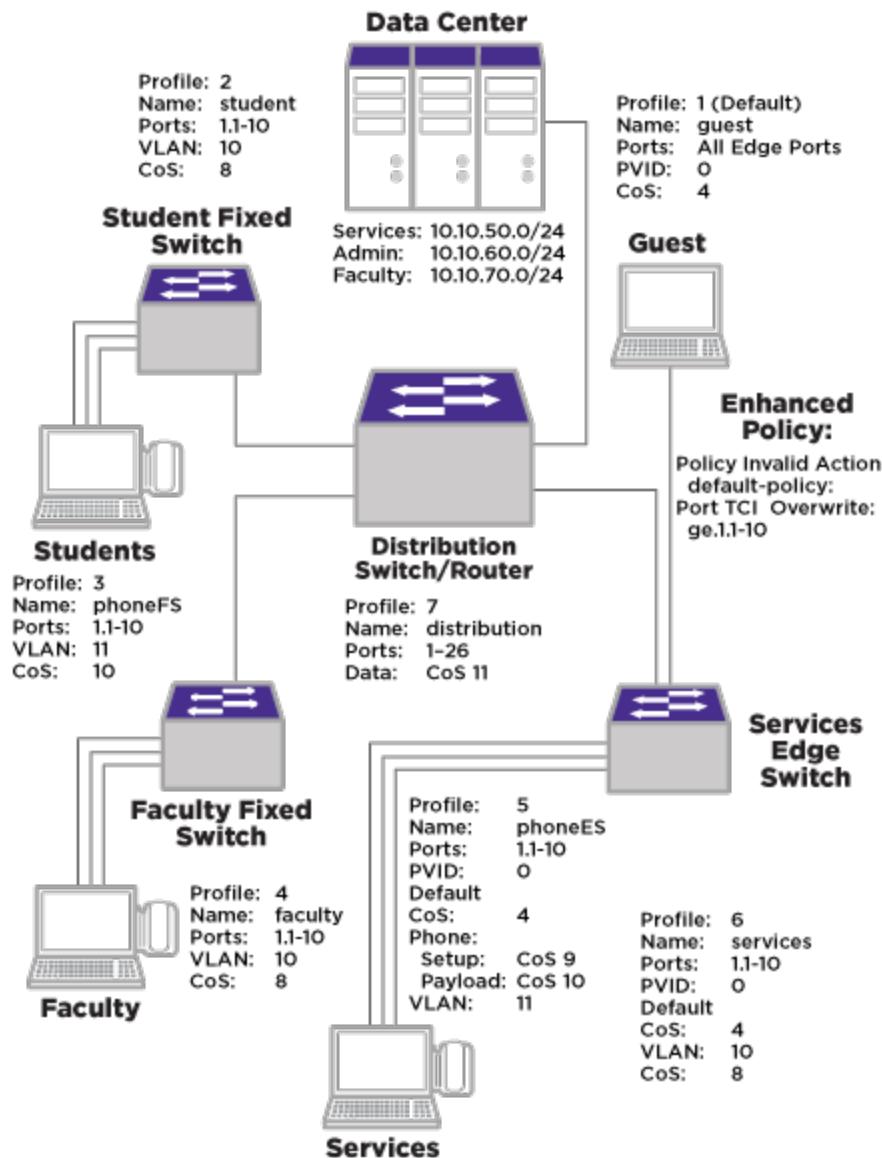 Data Center
Profile: 2
Name: student
Ports: 1.1-10
VLAN: 10
CoS: 8
Profile: 1 (Default)
Name: guest
Ports: All Edge Ports
PVID: 0
CoS: 4
Student Fixed
Switch
Services: 10.10.50.0/24
Admin: 10.10.60.0/24
Faculty: 10.10.70.0/24
Guest
Enhanced
Policy:
Policy Invalid Action
default-policy:
Port TCI Overwrite:
ge.1.1-10
Students
Profile: 3
Name: phoneFS
Ports: 1.1-10
VLAN: 11
CoS: 10
Distribution
Switch/Router
Profile: 7
Name: distribution
Ports: 1-26
Data: CoS 11
Services
Edge
Switch
Faculty Fixed
Switch
Profile: 5
Name: phoneES
Ports: 1.1-10
PVID: 0
Default
CoS: 4
Phone:
Setup: CoS 9
Payload: CoS 10
VLAN: 11
Profile: 4
Name: faculty
Ports: 1.1-10
VLAN: 10
CoS: 8
Profile: 6
Name: services
Ports: 1.1-10
PVID: 0
Default
CoS: 4
VLAN: 10
CoS: 8
Faculty
Services